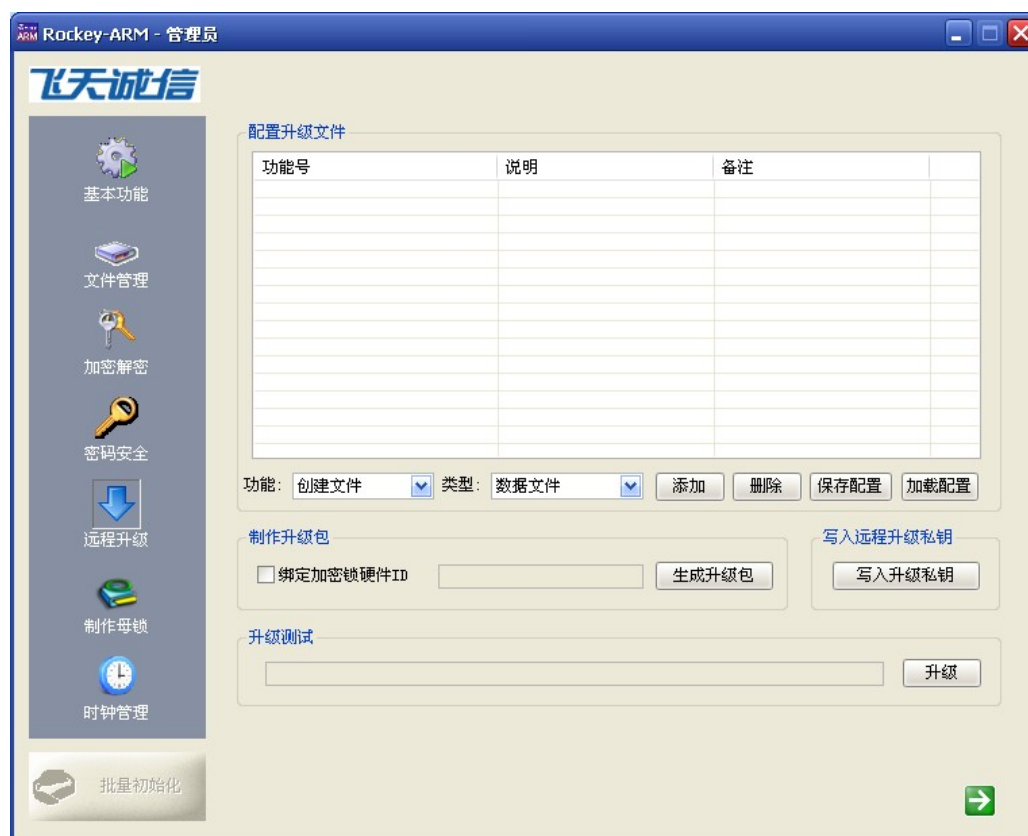 ARM Rockey-ARM - 管理员
飞天诚信
基本功能
文件管理
加密解密
密码安全
远程升级
制作母锁
时钟管理
批量初始化
配置升级文件
功能号 说明 备注
功能: 创建文件 类型: 数据文件 添加 删除 保存配置 加载配置
制作升级包
绑定加密锁硬件ID 生成升级包
写入远程升级私钥
写入升级私钥
升级测试
升级